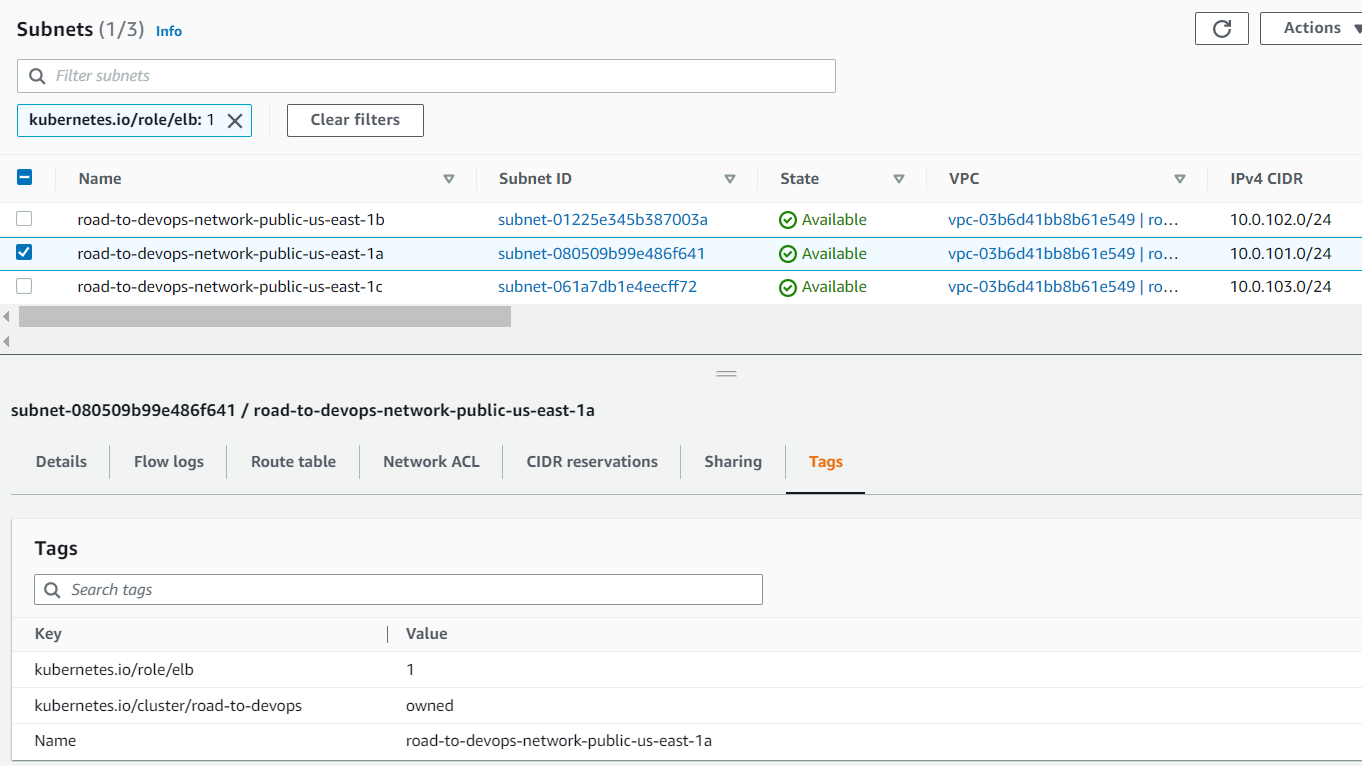 Subnets (1/3) Info
Actions
Filter subnets
kubernetes.io/role/elb: 1
Clear filters
Name Subnet ID State VPC IPv4 CIDR
road-to-devops-network-public-us-east-1b subnet-01225e345b387003a Available vpc-03b6d41bb8b61e549 | ro... 10.0.102.0/24
road-to-devops-network-public-us-east-1a subnet-080509b99e486f641 Available vpc-03b6d41bb8b61e549 | ro... 10.0.101.0/24
road-to-devops-network-public-us-east-1c subnet-061a7db1e4eecff72 Available vpc-03b6d41bb8b61e549 | ro... 10.0.103.0/24
subnet-080509b99e486f641 / road-to-devops-network-public-us-east-1a
Details Flow logs Route table Network ACL CIDR reservations Sharing Tags
Tags
Search tags
Key Value
kubernetes.io/role/elb 1
kubernetes.io/cluster/road-to-devops owned
Name road-to-devops-network-public-us-east-1a